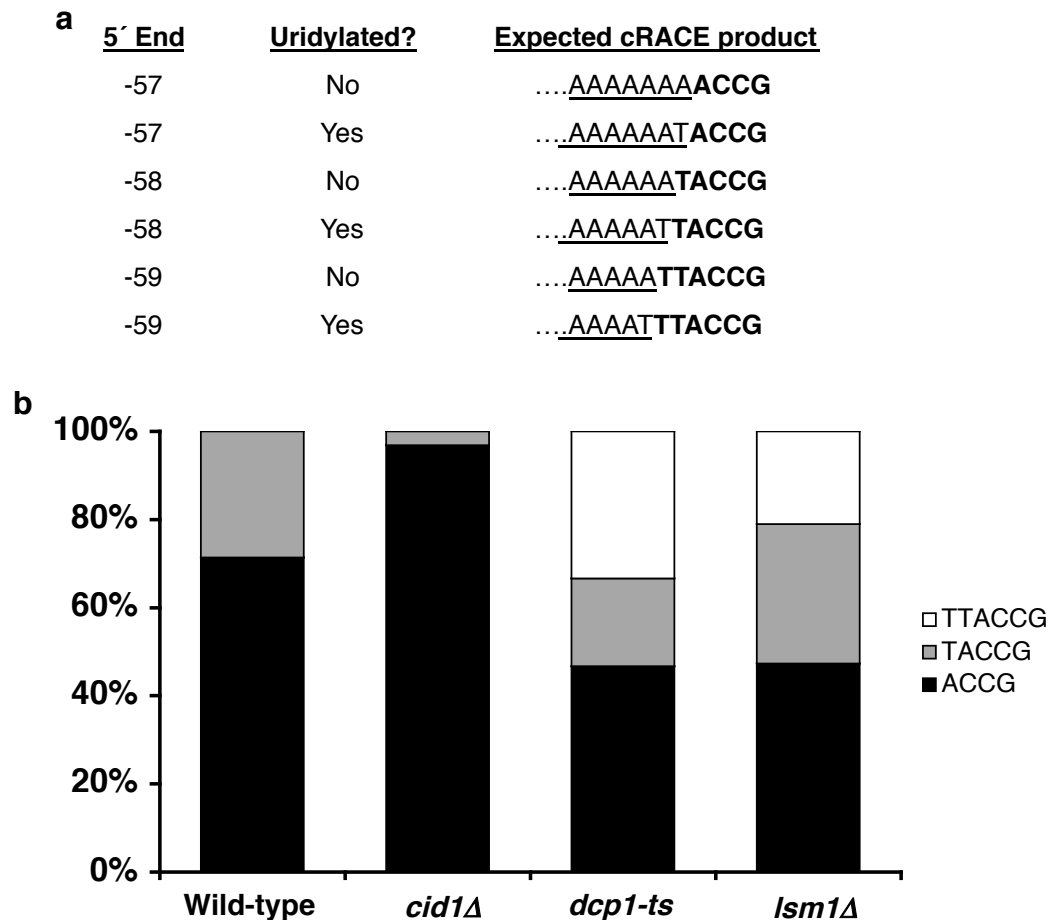 a
5´ End Uridylated? Expected cRACE product
-57 No ....AAAAAAAACCG
-57 Yes ....AAAAAATACCG
-58 No ....AAAAAATACCG
-58 Yes ....AAAAATTACCG
-59 No ....AAAAATTACCG
-59 Yes ....AAAATTTACCG
b
100%
80%
60%
40%
20%
0%
TTACCG
TACCG
ACCG
Wild-type cid1Δ dcp1-ts lsm1Δ